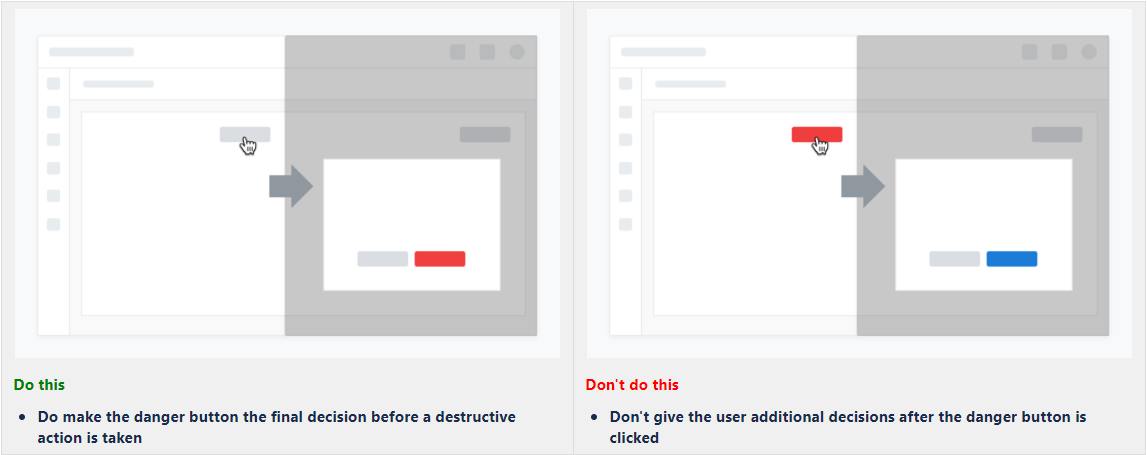 Do this
• Do make the danger button the final decision before a destructive
action is taken
Don't do this
• Don't give the user additional decisions after the danger button is
clicked